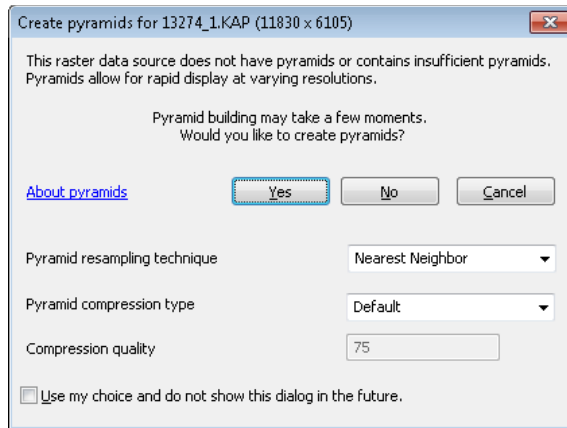 Create pyramids for 13274_1.KAP (11830 x 6105)
This raster data source does not have pyramids or contains insufficient pyramids.
Pyramids allow for rapid display at varying resolutions.
Pyramid building may take a few moments.
Would you like to create pyramids?
About pyramids Yes No Cancel
Pyramid resampling technique Nearest Neighbor
Pyramid compression type Default
Compression quality 75
Use my choice and do not show this dialog in the future.